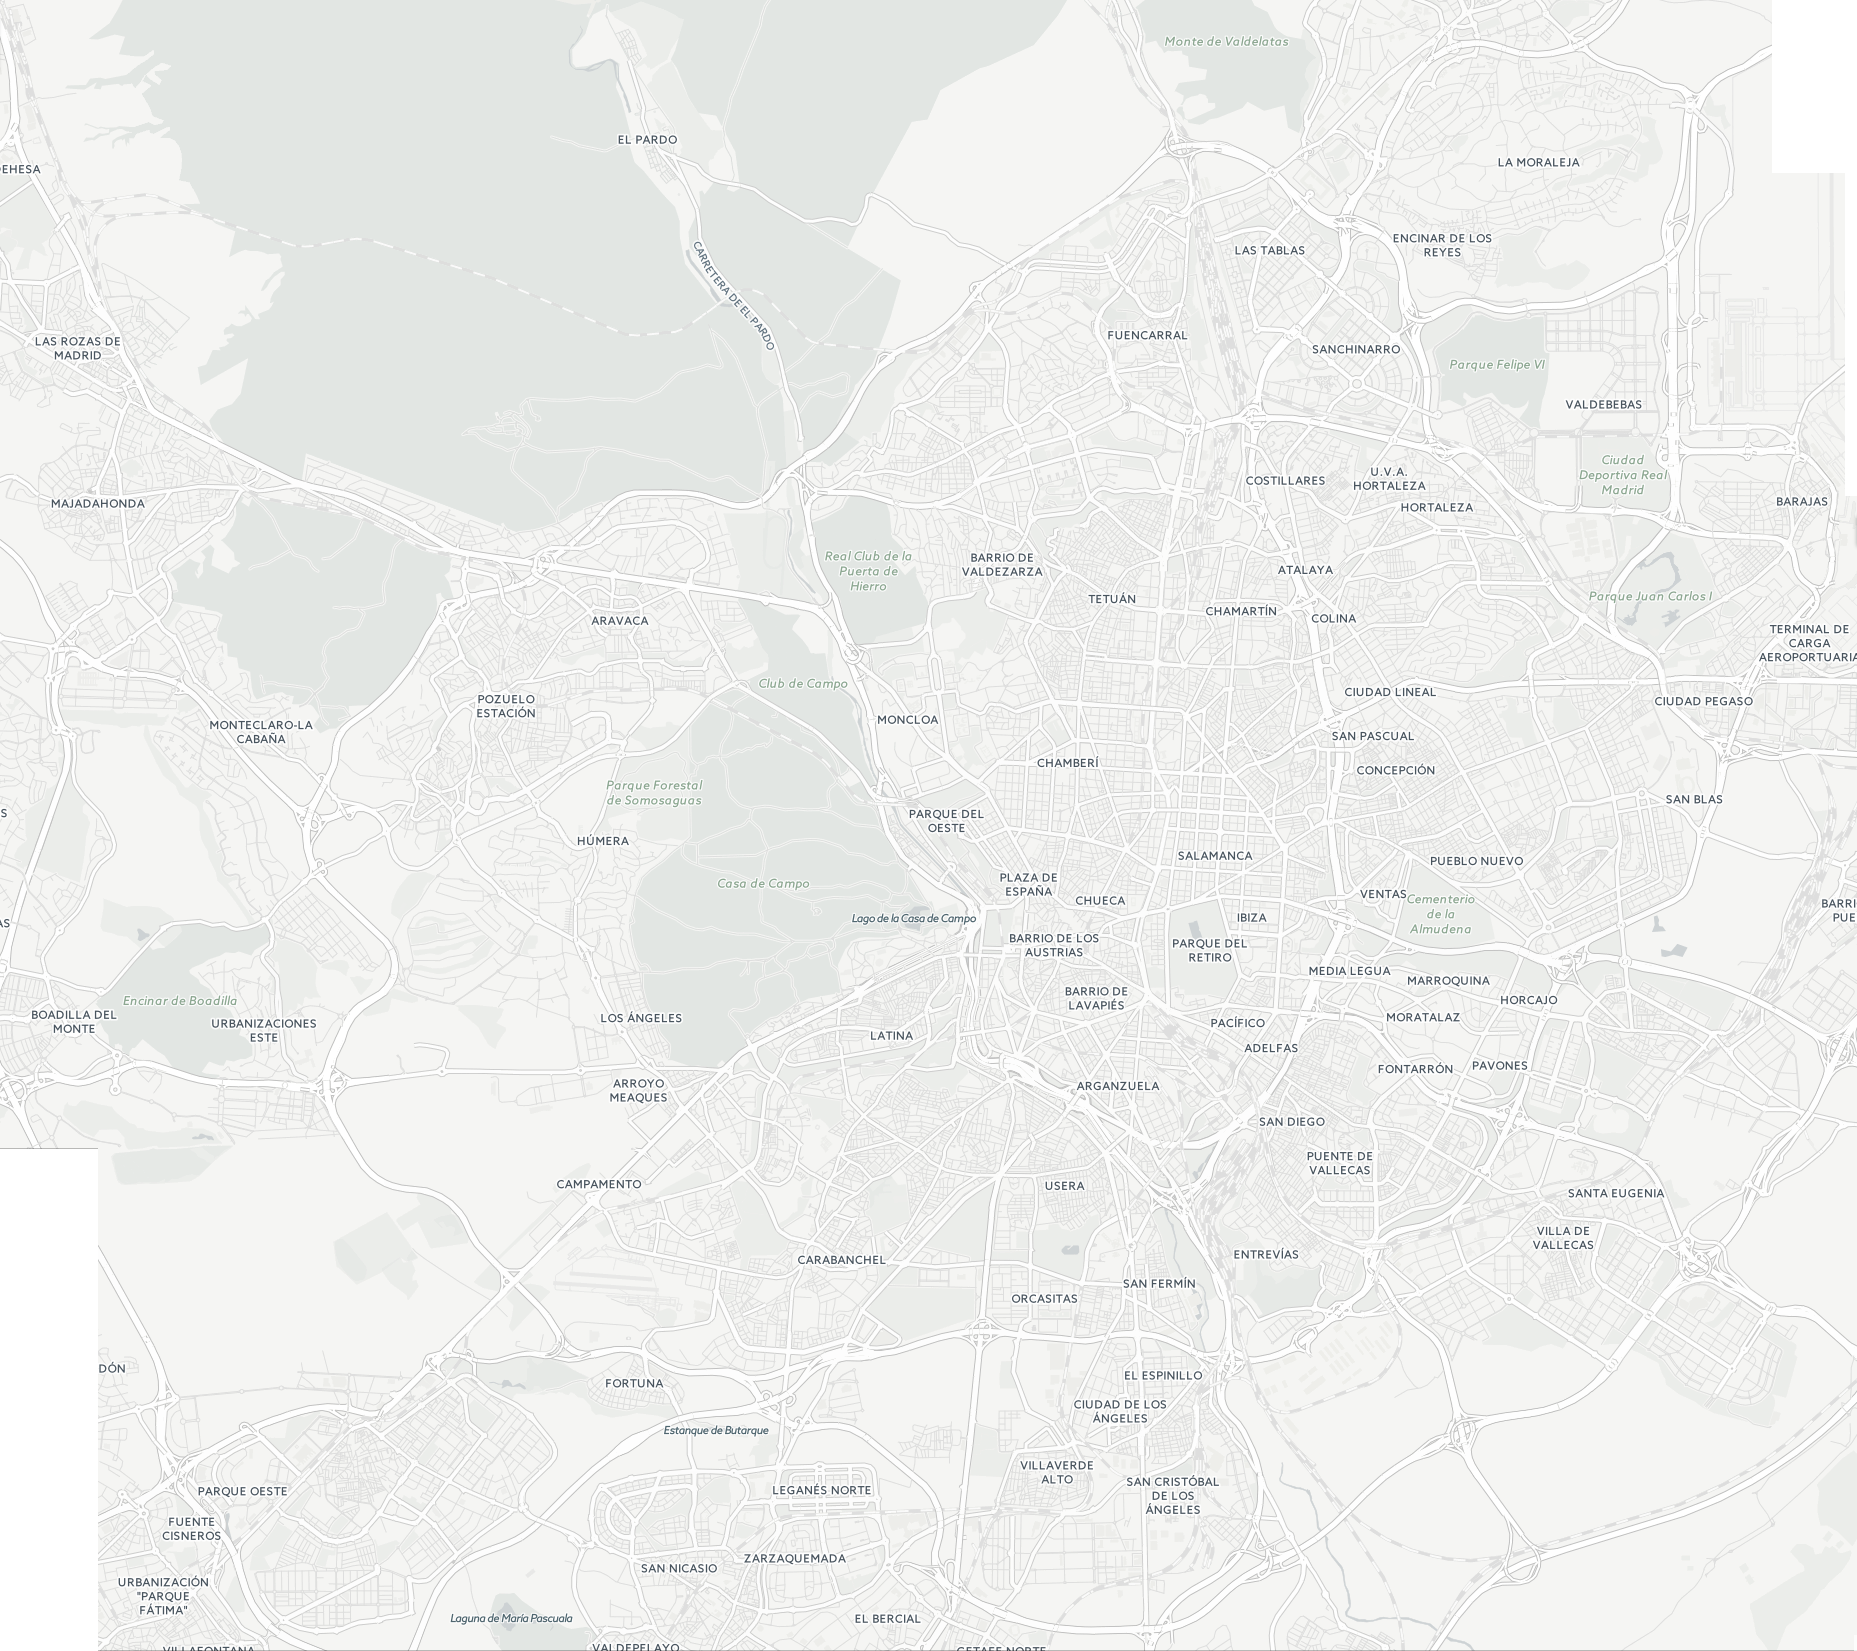 Monte de Valdelatas
EL PARDO
LA MORALEJA
DEHESA
CARRETERA DE EL PARDO
LAS TABLAS
ENCINAR DE LOS
REYES
FUENCARRAL
SANCHINARRO
LAS ROZAS DE
MADRID
Parque Felipe VI
VALDEBEBAS
MAJADAHONDA
COSTILLARES
U.V.A.
HORTALEZA
HORTALEZA
Ciudad
Deportiva Real
Madrid
BARAJAS
Real Club de la
Puerta de
Hierro
BARRIO DE
VALDEZARZA
ATALAYA
TETUÁN
CHAMARTÍN
COLINA
Parque Juan Carlos I
ARAVACA
TERMINAL DE
CARGA
AEROPORTUARIA
Club de Campo
POZUELO
ESTACIÓN
CIUDAD LINEAL
CIUDAD PEGASO
MONTECLARO-LA
CABAÑA
MONCLOA
SAN PASCUAL
CHAMBERÍ
CONCEPCIÓN
Parque Forestal
de Somosaguas
SAN BLAS
PARQUE DEL
OESTE
HÚMERA
SALAMANCA
PUEBLO NUEVO
Casa de Campo
PLAZA DE
ESPAÑA
CHUECA
VENTAS
Cementerio
de la
Almudena
Lago de la Casa de Campo
IBIZA
BARRIO DE LOS
AUSTRIAS
PARQUE DEL
RETIRO
MEDIA LEGUA
MARROQUINA
Encinar de Boadilla
BARRIO DE
LAVAPIÉS
HORCAJO
BOADILLA DEL
MONTE
URBANIZACIONES
ESTE
LOS ÁNGELES
LATINA
PACÍFICO
MORATALAZ
ADELFAS
FONTARRÓN
PAVONES
ARROYO
MEAQUES
ARGANZUELA
SAN DIEGO
PUENTE DE
VALLECAS
CAMPAMENTO
USERA
SANTA EUGENIA
VILLA DE
VALLECAS
CARABANCHEL
ENTREVÍAS
SAN FERMÍN
ORCASITAS
DÓN
FORTUNA
EL ESPINILLO
CIUDAD DE LOS
ÁNGELES
Estanque de Butarque
VILLAVERDE
ALTO
SAN CRISTÓBAL
DE LOS
ÁNGELES
LEGANÉS NORTE
PARQUE OESTE
FUENTE
CISNEROS
ZARZAQUEMADA
SAN NICASIO
URBANIZACIÓN
"PARQUE
FÁTIMA"
Laguna de María Pascuala
EL BERCIAL
VILLAFONTANA
VALDEPELAYO
GETAFE NORTE